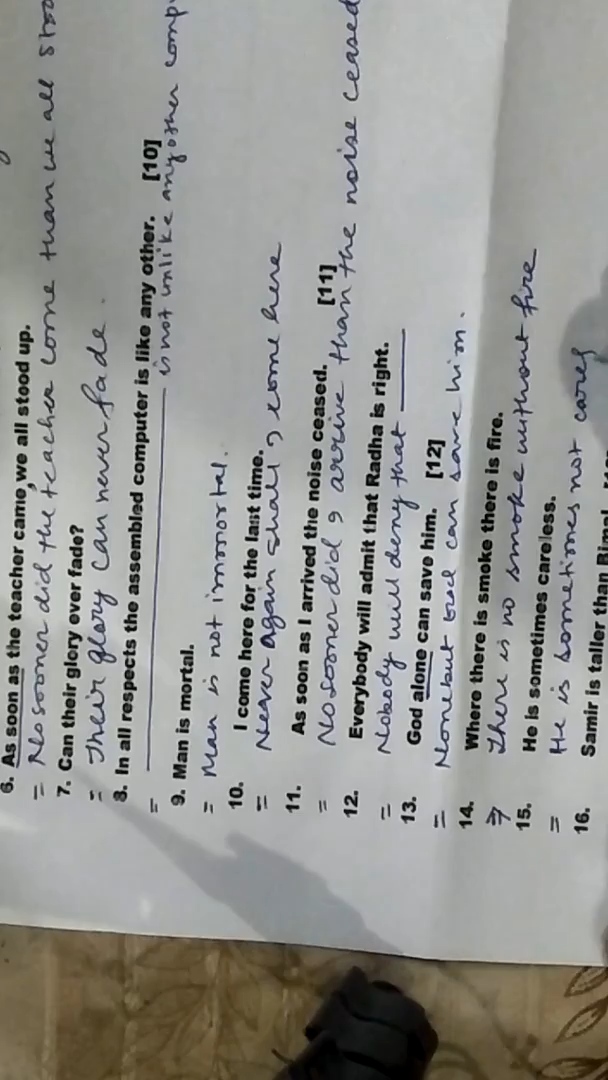 6. As soon as the teacher came, we all stood up.
= No sooner did the teacher come than we all stood
7. Can their glory ever fade?
= Their glory can never fade.
8. In all respects the assembled computer is like any other. [10]
= ____________ is not unlike any other comp
9. Man is mortal.
= Man is not immortal.
10. I come here for the last time.
= Never again shall I come here
11. As soon as I arrived the noise ceased. [11]
= No sooner did I arrive than the noise ceased
12. Everybody will admit that Radha is right.
= Nobody will deny that ______
13. God alone can save him. [12]
= None but God can save him.
14. Where there is smoke there is fire.
⇒ There is no smoke without fire
15. He is sometimes careless.
= He is sometimes not
16. Samir is taller than Bimal.